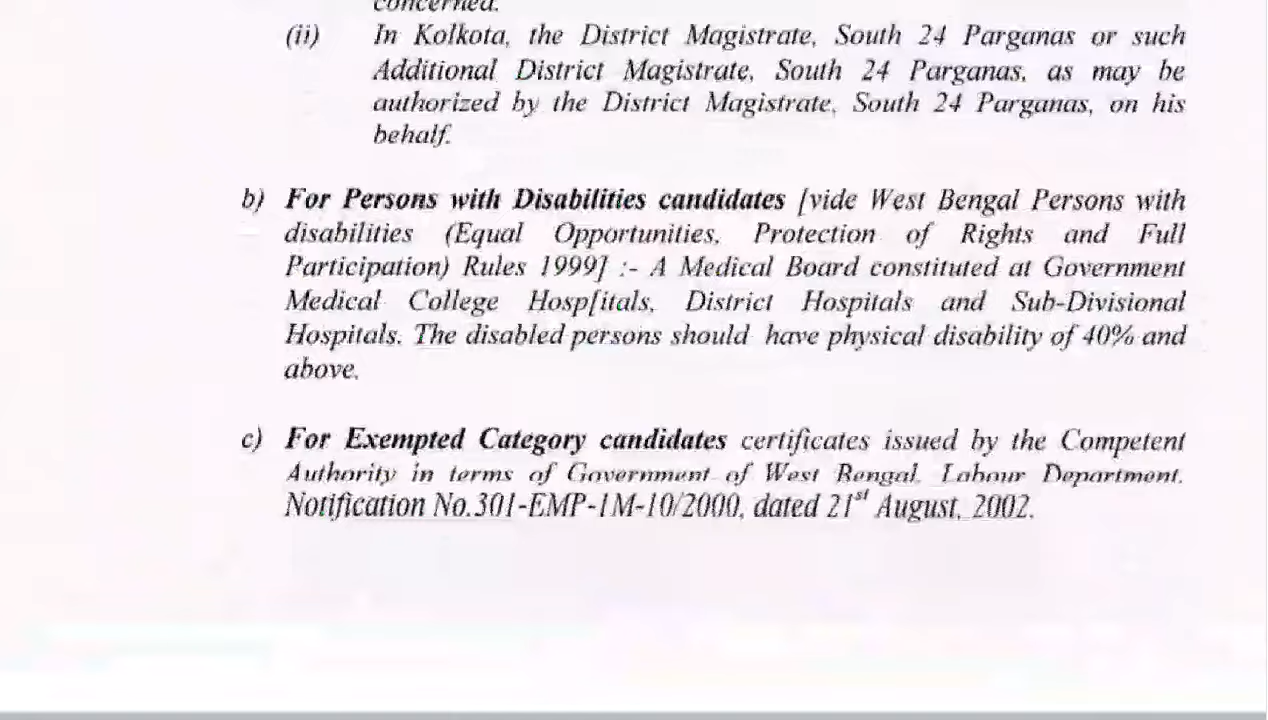 concerned.
(ii) In Kolkota, the District Magistrate, South 24 Parganas or such
Additional District Magistrate, South 24 Parganas, as may be
authorized by the District Magistrate, South 24 Parganas, on his
behalf.
b) For Persons with Disabilities candidates [vide West Bengal Persons with
disabilities (Equal Opportunities, Protection of Rights and Full
Participation) Rules 1999] :- A Medical Board constituted at Government
Medical College Hosp[itals, District Hospitals and Sub-Divisional
Hospitals. The disabled persons should have physical disability of 40% and
above.
c) For Exempted Category candidates certificates issued by the Competent
Authority in terms of Government of West Bengal, Labour Department,
Notification No.301-EMP-1M-10/2000, dated 21st August, 2002.